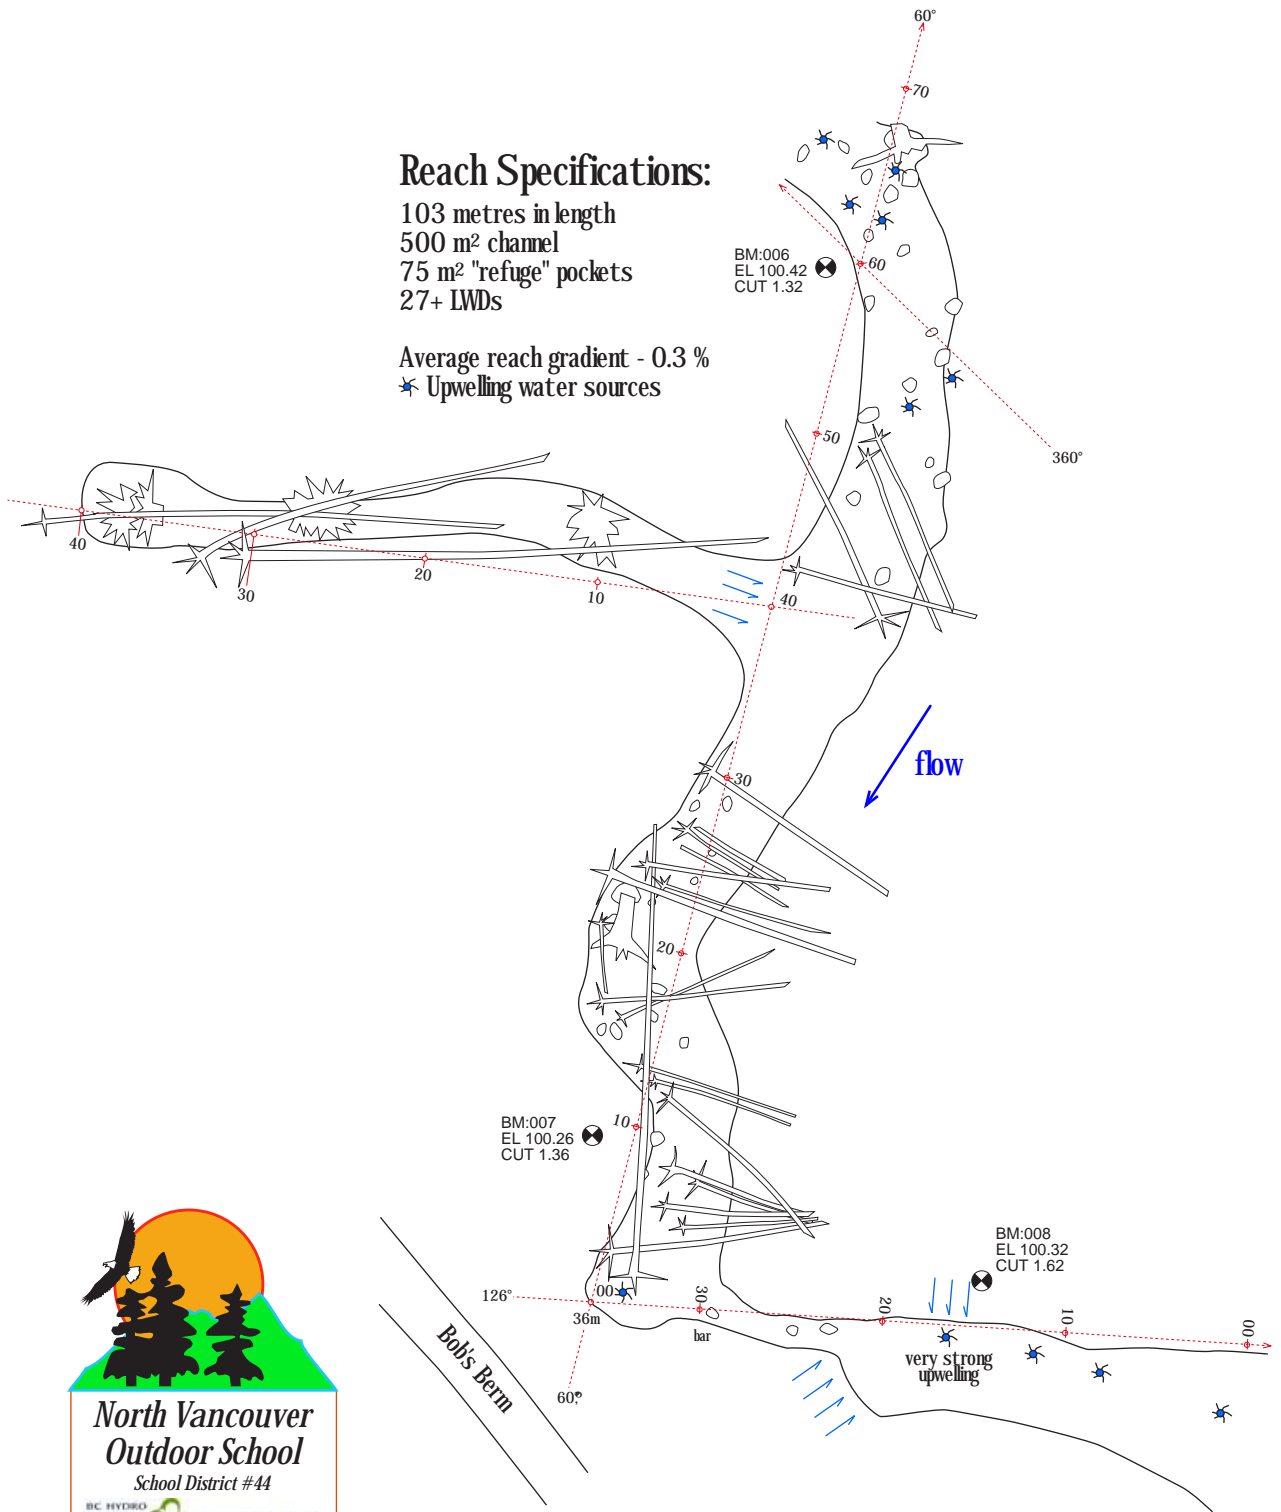 60°
70
Reach Specifications:
103 metres in length
500 m² channel
75 m² "refuge" pockets
27+ LWDs
Average reach gradient - 0.3 %
Upwelling water sources
BM:006
EL 100.42
CUT 1.32
60
50
360°
40
30
20
10
40
flow
30
20
10
BM:007
EL 100.26
CUT 1.36
BM:008
EL 100.32
CUT 1.62
126°
00
36m
30
bar
20
10
00
very strong
upwelling
60°
Bob's Berm
North Vancouver
Outdoor School
School District #44
BC HYDRO